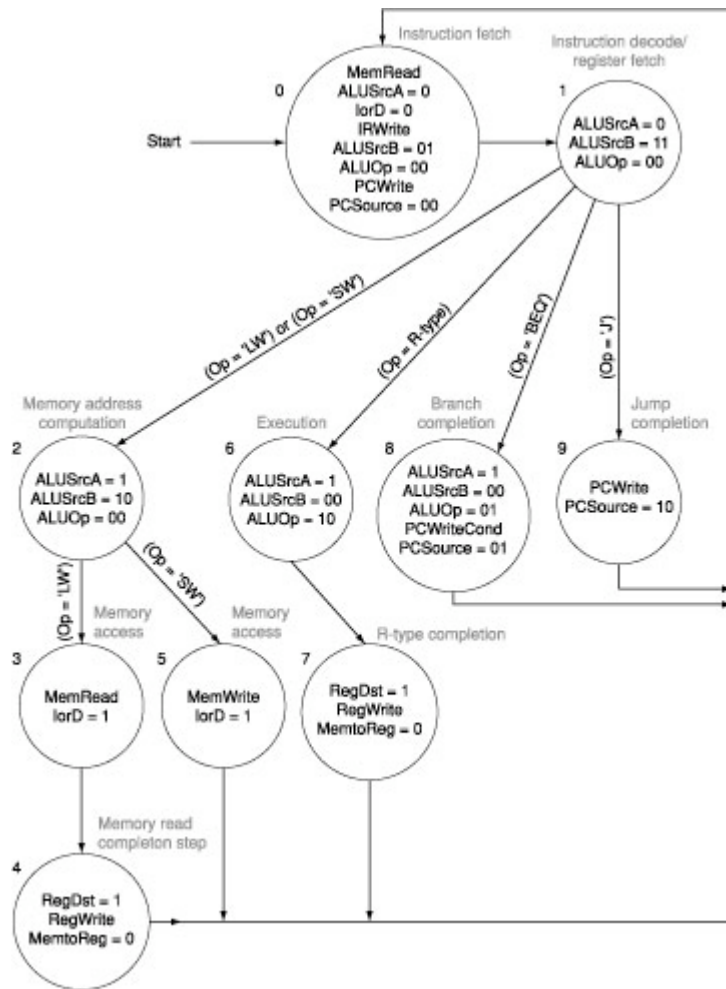 Instruction fetch
0
MemRead
ALUSrcA = 0
IorD = 0
IRWrite
ALUSrcB = 01
ALUOp = 00
PCWrite
PCSource = 00
Start
Instruction decode/
register fetch
1
ALUSrcA = 0
ALUSrcB = 11
ALUOp = 00
(Op = 'LW') or (Op = 'SW')
(Op = R-type)
(Op = 'BEQ')
(Op = 'J')
Memory address
computation
2
ALUSrcA = 1
ALUSrcB = 10
ALUOp = 00
Execution
6
ALUSrcA = 1
ALUSrcB = 00
ALUOp = 10
Branch
completion
8
ALUSrcA = 1
ALUSrcB = 00
ALUOp = 01
PCWriteCond
PCSource = 01
Jump
completion
9
PCWrite
PCSource = 10
(Op = 'LW')
(Op = 'SW')
Memory
access
3
MemRead
IorD = 1
Memory
access
5
MemWrite
IorD = 1
R-type completion
7
RegDst = 1
RegWrite
MemtoReg = 0
Memory read
completon step
4
RegDst = 1
RegWrite
MemtoReg = 0